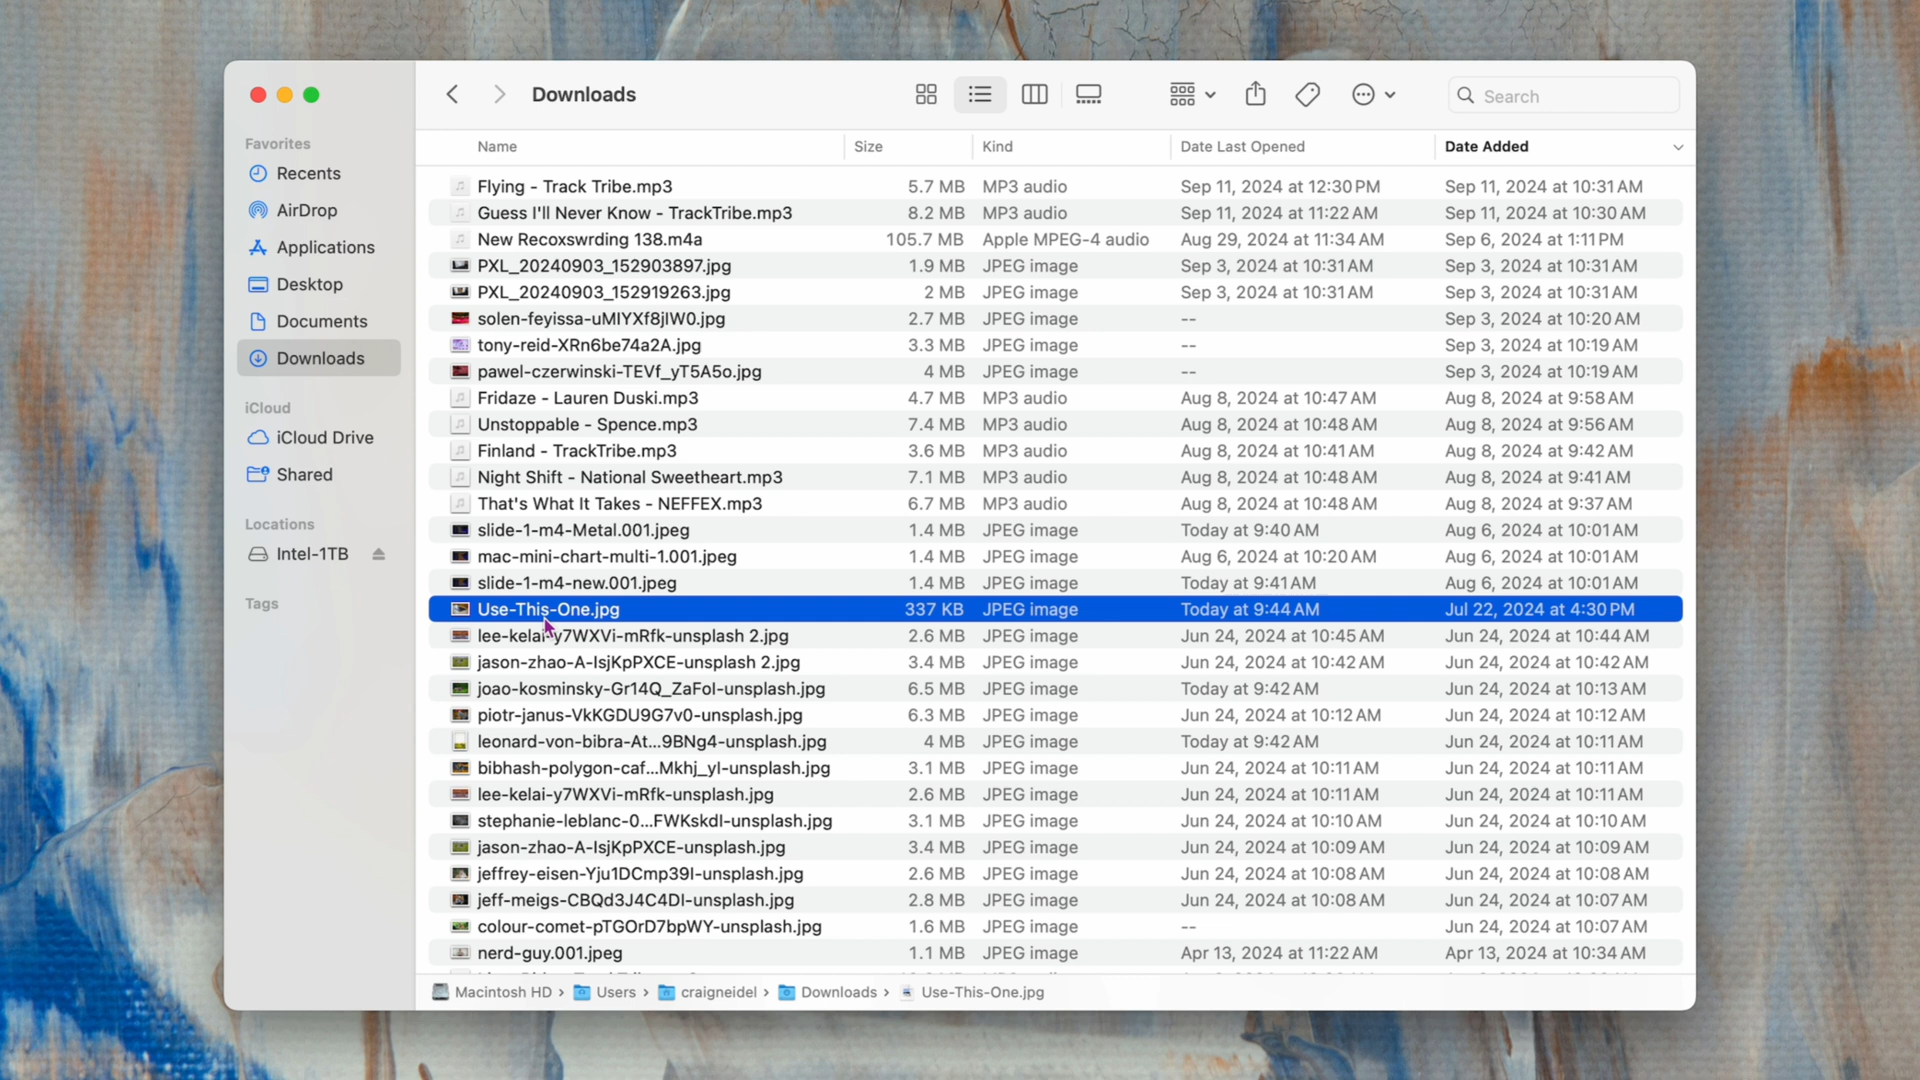 Downloads
Search
Favorites
Recents
AirDrop
Applications
Desktop
Documents
Downloads
iCloud
iCloud Drive
Shared
Locations
Intel-1TB
Tags
Name Size Kind Date Last Opened Date Added
Flying - Track Tribe.mp3 5.7 MB MP3 audio Sep 11, 2024 at 12:30 PM Sep 11, 2024 at 10:31 AM
Guess I'll Never Know - TrackTribe.mp3 8.2 MB MP3 audio Sep 11, 2024 at 11:22 AM Sep 11, 2024 at 10:30 AM
New Recoxswrding 138.m4a 105.7 MB Apple MPEG-4 audio Aug 29, 2024 at 11:34 AM Sep 6, 2024 at 1:11 PM
PXL_20240903_152903897.jpg 1.9 MB JPEG image Sep 3, 2024 at 10:31 AM Sep 3, 2024 at 10:31 AM
PXL_20240903_152919263.jpg 2 MB JPEG image Sep 3, 2024 at 10:31 AM Sep 3, 2024 at 10:31 AM
solen-feyissa-uMIYXf8jIW0.jpg 2.7 MB JPEG image -- Sep 3, 2024 at 10:20 AM
tony-reid-XRn6be74a2A.jpg 3.3 MB JPEG image -- Sep 3, 2024 at 10:19 AM
pawel-czerwinski-TEVf_yT5A5o.jpg 4 MB JPEG image -- Sep 3, 2024 at 10:19 AM
Fridaze - Lauren Duski.mp3 4.7 MB MP3 audio Aug 8, 2024 at 10:47 AM Aug 8, 2024 at 9:58 AM
Unstoppable - Spence.mp3 7.4 MB MP3 audio Aug 8, 2024 at 10:48 AM Aug 8, 2024 at 9:56 AM
Finland - TrackTribe.mp3 3.6 MB MP3 audio Aug 8, 2024 at 10:41 AM Aug 8, 2024 at 9:42 AM
Night Shift - National Sweetheart.mp3 7.1 MB MP3 audio Aug 8, 2024 at 10:48 AM Aug 8, 2024 at 9:41 AM
That's What It Takes - NEFFEX.mp3 6.7 MB MP3 audio Aug 8, 2024 at 10:48 AM Aug 8, 2024 at 9:37 AM
slide-1-m4-Metal.001.jpeg 1.4 MB JPEG image Today at 9:40 AM Aug 6, 2024 at 10:01 AM
mac-mini-chart-multi-1.001.jpeg 1.4 MB JPEG image Aug 6, 2024 at 10:20 AM Aug 6, 2024 at 10:01 AM
slide-1-m4-new.001.jpeg 1.4 MB JPEG image Today at 9:41 AM Aug 6, 2024 at 10:01 AM
Use-This-One.jpg 337 KB JPEG image Today at 9:44 AM Jul 22, 2024 at 4:30 PM
lee-kelai-y7WXVi-mRfk-unsplash 2.jpg 2.6 MB JPEG image Jun 24, 2024 at 10:45 AM Jun 24, 2024 at 10:44 AM
jason-zhao-A-IsjKpPXCE-unsplash 2.jpg 3.4 MB JPEG image Jun 24, 2024 at 10:42 AM Jun 24, 2024 at 10:42 AM
joao-kosminsky-Gr14Q_ZaFoI-unsplash.jpg 6.5 MB JPEG image Today at 9:42 AM Jun 24, 2024 at 10:13 AM
piotr-janus-VkKGDU9G7v0-unsplash.jpg 6.3 MB JPEG image Jun 24, 2024 at 10:12 AM Jun 24, 2024 at 10:12 AM
leonard-von-bibra-At...9BNg4-unsplash.jpg 4 MB JPEG image Today at 9:42 AM Jun 24, 2024 at 10:11 AM
bibhash-polygon-caf...Mkhj_yI-unsplash.jpg 3.1 MB JPEG image Jun 24, 2024 at 10:11 AM Jun 24, 2024 at 10:11 AM
lee-kelai-y7WXVi-mRfk-unsplash.jpg 2.6 MB JPEG image Jun 24, 2024 at 10:11 AM Jun 24, 2024 at 10:11 AM
stephanie-leblanc-0...FWKskdI-unsplash.jpg 3.1 MB JPEG image Jun 24, 2024 at 10:10 AM Jun 24, 2024 at 10:10 AM
jason-zhao-A-IsjKpPXCE-unsplash.jpg 3.4 MB JPEG image Jun 24, 2024 at 10:09 AM Jun 24, 2024 at 10:09 AM
jeffrey-eisen-Yju1DCmp39I-unsplash.jpg 2.6 MB JPEG image Jun 24, 2024 at 10:08 AM Jun 24, 2024 at 10:08 AM
jeff-meigs-CBQd3J4C4DI-unsplash.jpg 2.8 MB JPEG image Jun 24, 2024 at 10:08 AM Jun 24, 2024 at 10:07 AM
colour-comet-pTGOrD7bpWY-unsplash.jpg 1.6 MB JPEG image -- Jun 24, 2024 at 10:07 AM
nerd-guy.001.jpeg 1.1 MB JPEG image Apr 13, 2024 at 11:22 AM Apr 13, 2024 at 10:34 AM
Macintosh HD › Users › craigneidel › Downloads › Use-This-One.jpg